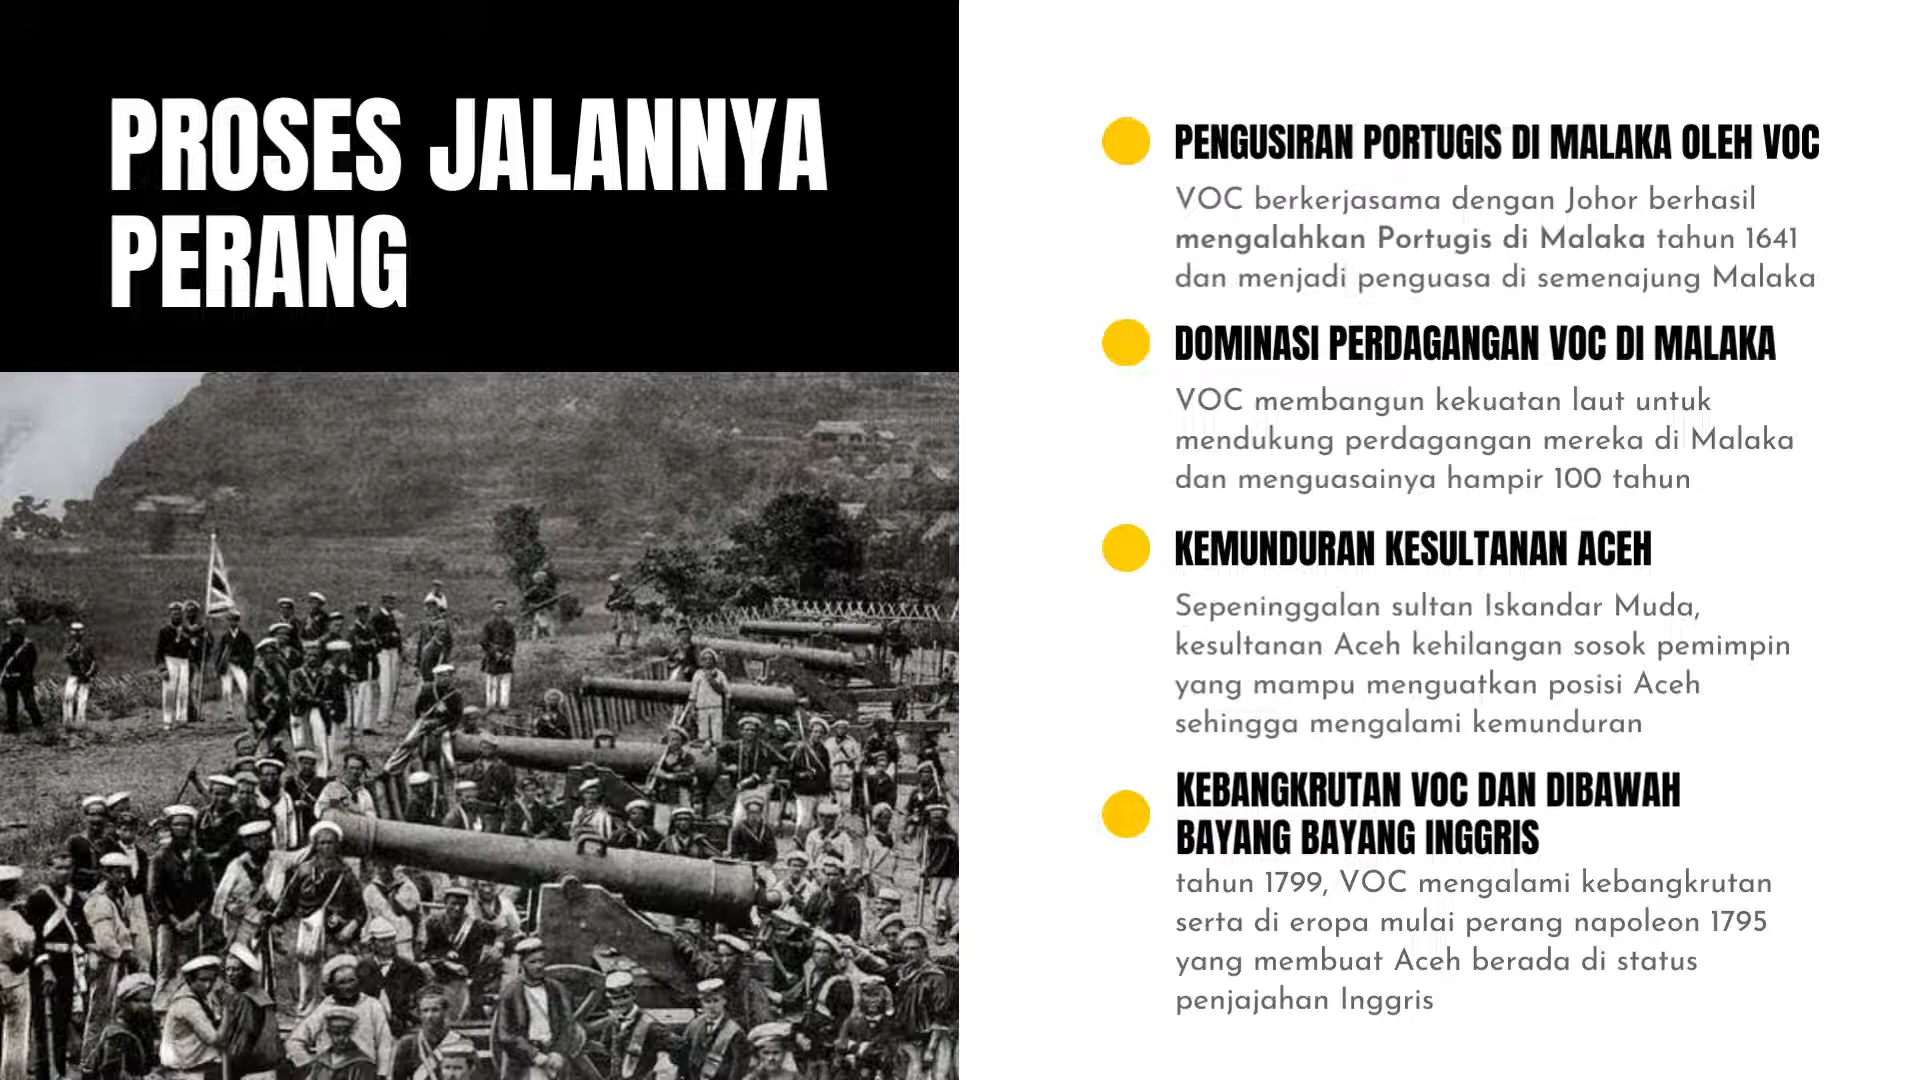 PROSES JALANNYA
PERANG
PENGUSIRAN PORTUGIS DI MALAKA OLEH VOC
VOC berkerjasama dengan Johor berhasil
mengalahkan Portugis di Malaka tahun 1641
dan menjadi penguasa di semenajung Malaka
DOMINASI PERDAGANGAN VOC DI MALAKA
VOC membangun kekuatan laut untuk
mendukung perdagangan mereka di Malaka
dan menguasainya hampir 100 tahun
KEMUNDURAN KESULTANAN ACEH
Sepeninggalan sultan Iskandar Muda,
kesultanan Aceh kehilangan sosok pemimpin
yang mampu menguatkan posisi Aceh
sehingga mengalami kemunduran
KEBANGKRUTAN VOC DAN DIBAWAH
BAYANG BAYANG INGGRIS
tahun 1799, VOC mengalami kebangkrutan
serta di eropa mulai perang napoleon 1795
yang membuat Aceh berada di status
penjajahan Inggris